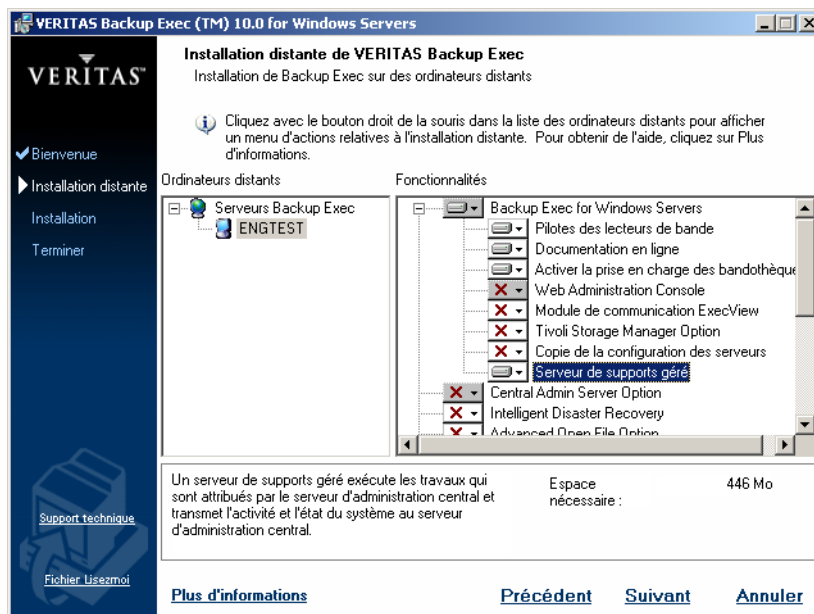 VERITAS Backup Exec (TM) 10.0 for Windows Servers
VERITAS™
Bienvenue
Installation distante
Installation
Terminer
Support technique
Fichier Lisezmoi
Installation distante de VERITAS Backup Exec
Installation de Backup Exec sur des ordinateurs distants
Cliquez avec le bouton droit de la souris dans la liste des ordinateurs distants pour afficher
un menu d'actions relatives à l'installation distante. Pour obtenir de l'aide, cliquez sur Plus
d'informations.
Ordinateurs distants
Serveurs Backup Exec
ENGTEST
Fonctionnalités
Backup Exec for Windows Servers
Pilotes des lecteurs de bande
Documentation en ligne
Activer la prise en charge des bandothèque
Web Administration Console
Module de communication ExecView
Tivoli Storage Manager Option
Copie de la configuration des serveurs
Serveur de supports géré
Central Admin Server Option
Intelligent Disaster Recovery
Advanced Open File Option
Un serveur de supports géré exécute les travaux qui
sont attribués par le serveur d'administration central et
transmet l'activité et l'état du système au serveur
d'administration central.
Espace
nécessaire :
446 Mo
Plus d'informations
Précédent
Suivant
Annuler